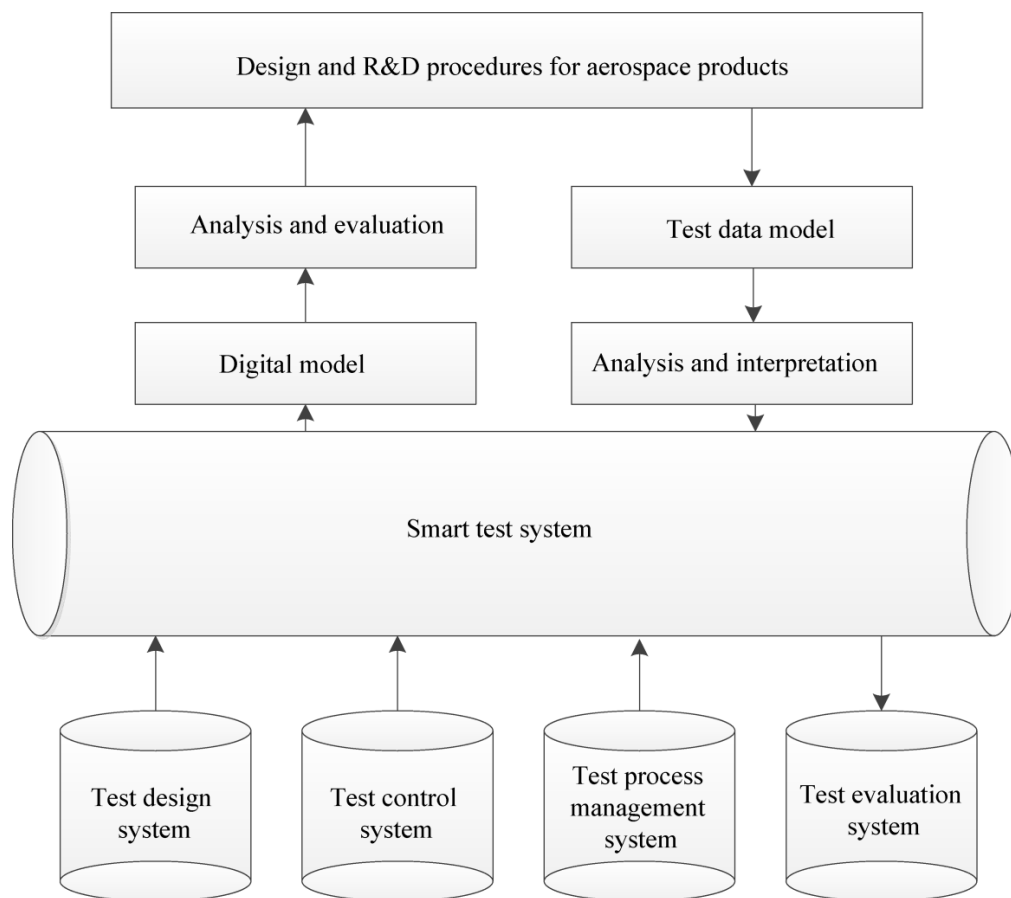 Design and R&D procedures for aerospace products
Analysis and evaluation
Test data model
Digital model
Analysis and interpretation
Smart test system
Test design
system
Test control
system
Test process
management
system
Test evaluation
system